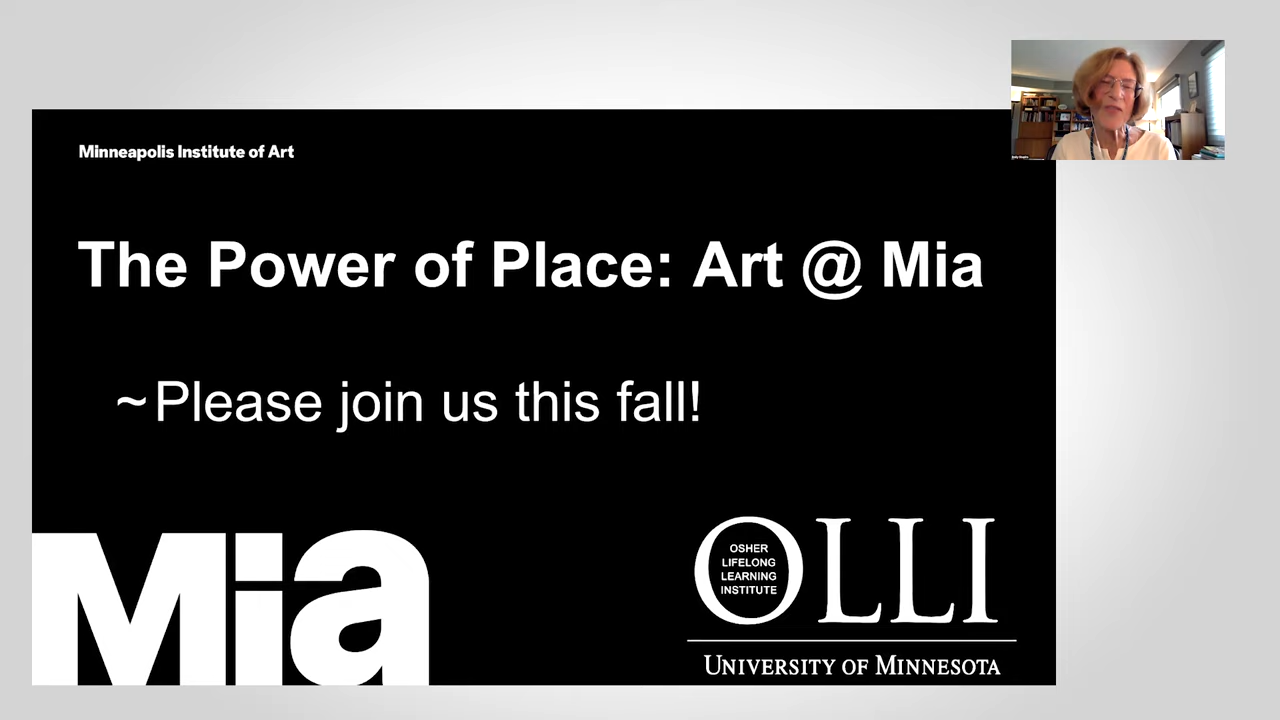 Minneapolis Institute of Art
The Power of Place: Art @ Mia
~Please join us this fall!
Mia
OLLI
OSHER
LIFELONG
LEARNING
INSTITUTE
UNIVERSITY OF MINNESOTA